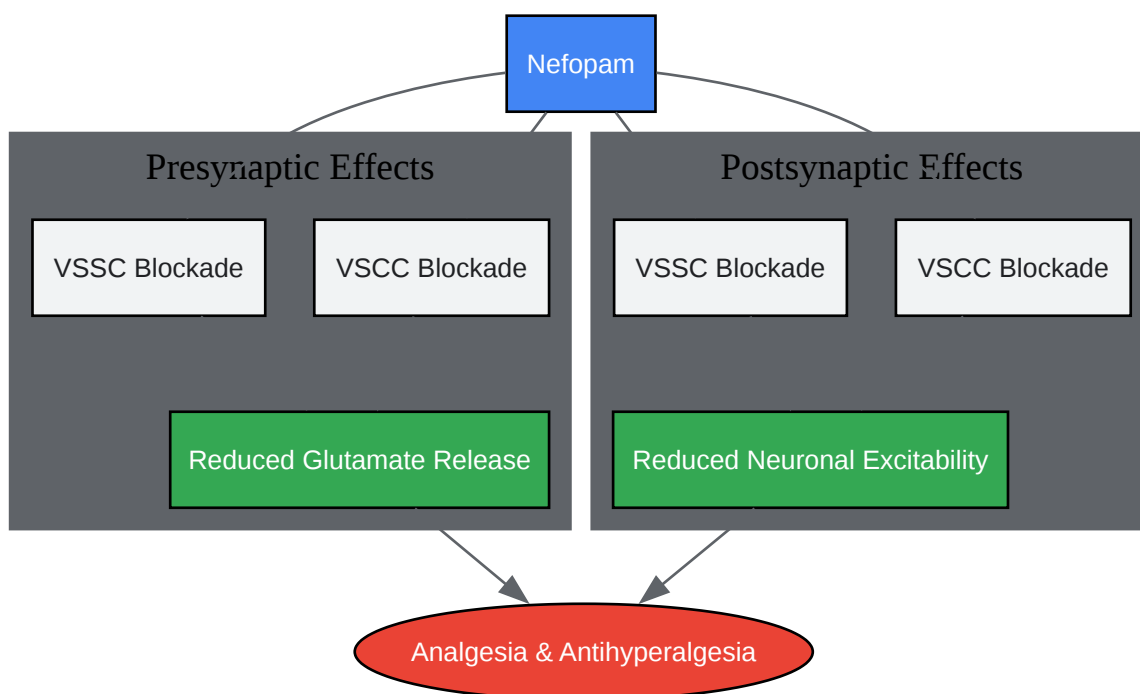 Nefopam
Presynaptic Effects
VSSC Blockade
VSCC Blockade
Reduced Glutamate Release
Postsynaptic Effects
VSSC Blockade
VSCC Blockade
Reduced Neuronal Excitability
Analgesia & Antihyperalgesia